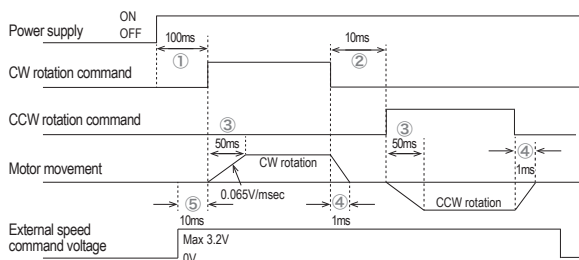 ON
Power supply OFF
100ms 10ms
① ②
CW rotation command
CCW rotation command
③ ③ ④
50ms 50ms 1ms
Motor movement CW rotation
0.065V/msec CCW rotation
⑤ ④
10ms 1ms
External speed
command voltage
Max 3.2V
0V